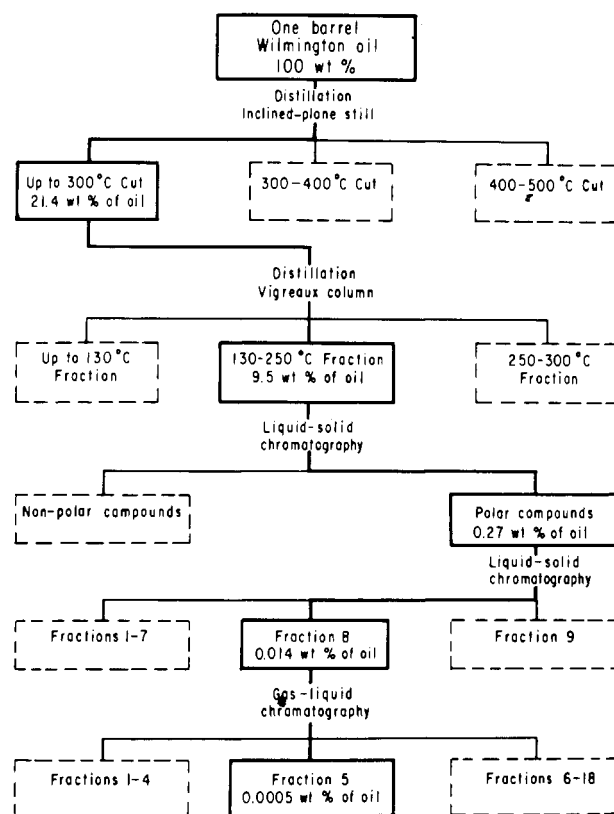 One barrel
Wilmington oil
100 wt %
Distillation
Inclined-plane still
Up to 300°C Cut
21.4 wt % of oil
300-400°C Cut
400-500°C Cut
Distillation
Vigreaux column
Up to 130°C
Fraction
130-250°C Fraction
9.5 wt % of oil
250-300°C
Fraction
Liquid-solid
chromatography
Non-polar compounds
Polar compounds
0.27 wt % of oil
Liquid-solid
chromatography
Fractions 1-7
Fraction 8
0.014 wt % of oil
Fraction 9
Gas-liquid
chromatography
Fractions 1-4
Fraction 5
0.0005 wt % of oil
Fractions 6-18